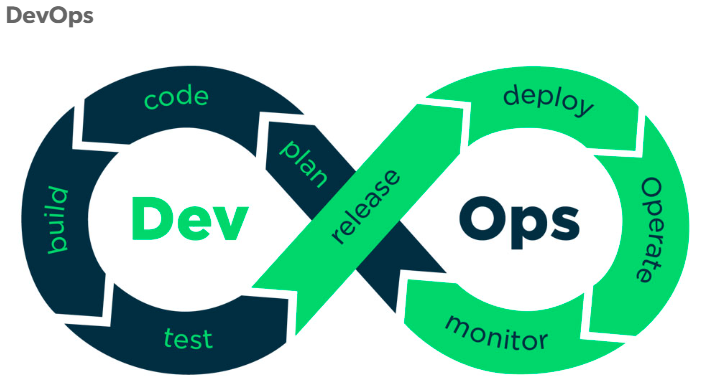 DevOps
code
plan
build
Dev
test
release
deploy
Ops
Operate
monitor